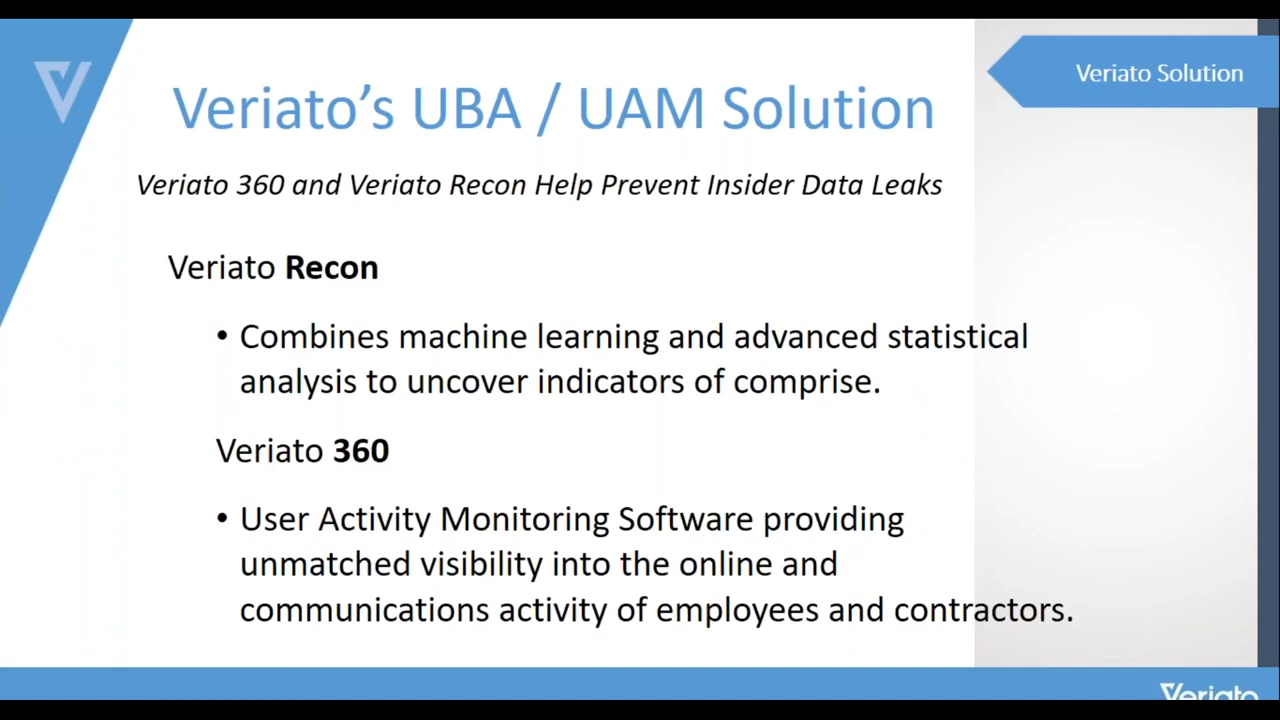 Veriato Solution
Veriato’s UBA / UAM Solution
Veriato 360 and Veriato Recon Help Prevent Insider Data Leaks
Veriato Recon
• Combines machine learning and advanced statistical
analysis to uncover indicators of comprise.
Veriato 360
• User Activity Monitoring Software providing
unmatched visibility into the online and
communications activity of employees and contractors.
Veriato